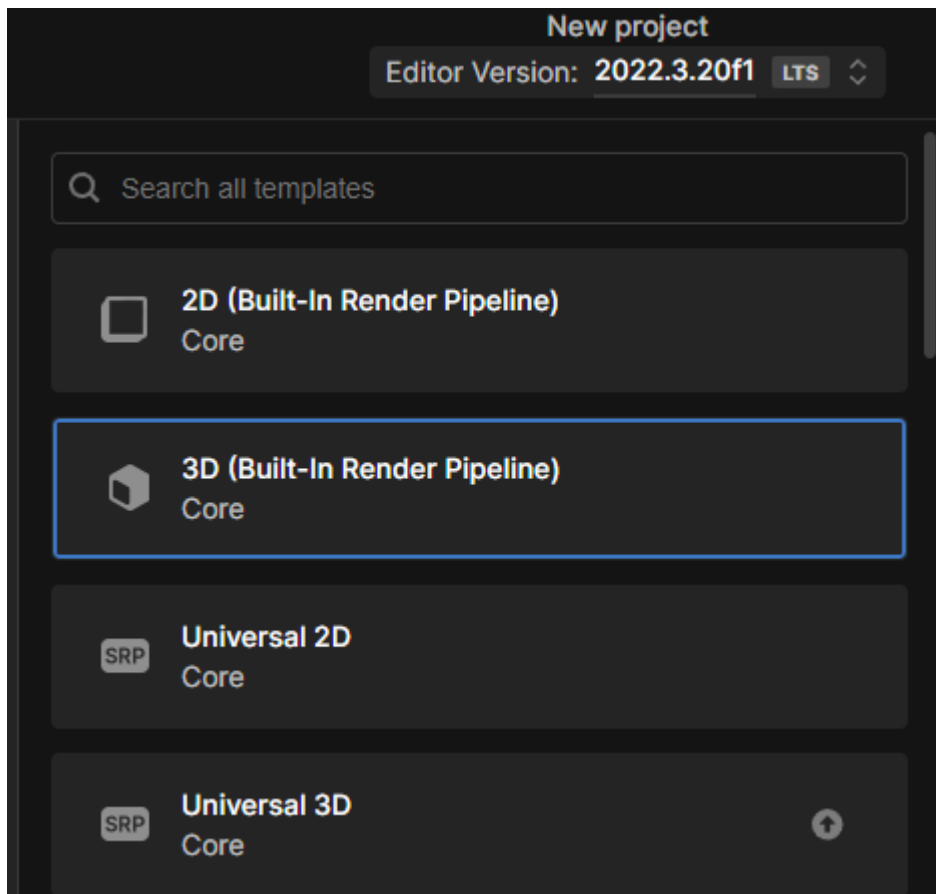 New project
Editor Version: 2022.3.20f1 LTS
Search all templates
2D (Built-In Render Pipeline)
Core
3D (Built-In Render Pipeline)
Core
SRP Universal 2D
Core
SRP Universal 3D
Core